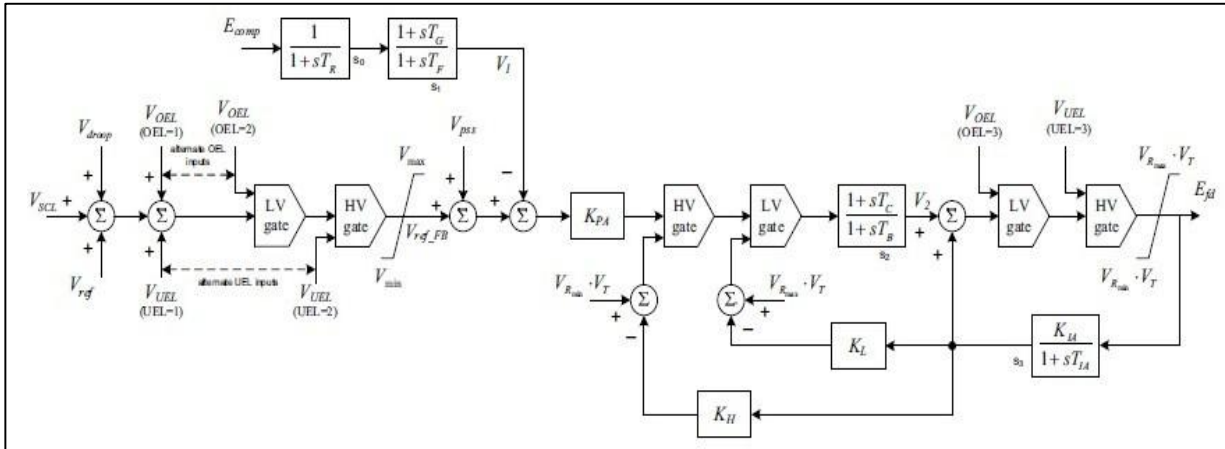 E_comp
1
1 + sT_R
s_0
1 + sT_G
1 + sT_F
s_1
V_1
V_droop
V_OEL
(OEL=1)
V_OEL
(OEL=2)
alternate OEL
inputs
V_pss
V_OEL
(OEL=3)
V_UEL
(UEL=3)
V_Rmax · V_T
E_fd
V_max
V_SCL +
+
+
Σ
+
+
Σ
LV
gate
HV
gate
V_ref_FB
V_min
+
+
Σ
+
−
Σ
K_PA
HV
gate
LV
gate
1 + sT_C
1 + sT_B
s_2
V_2
+
+
Σ
LV
gate
HV
gate
V_Rmin · V_T
V_ref
V_UEL
(UEL=1)
alternate UEL inputs
V_UEL
(UEL=2)
V_Rmin · V_T
+
−
Σ
Σ
V_Rmax · V_T
+
−
K_L
s_3
K_IA
1 + sT_IA
K_H